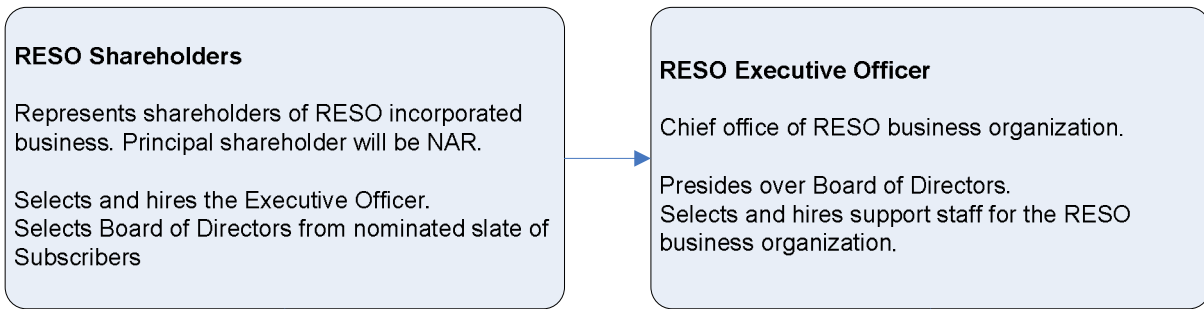 RESO Shareholders
Represents shareholders of RESO incorporated
business. Principal shareholder will be NAR.
Selects and hires the Executive Officer.
Selects Board of Directors from nominated slate of
Subscribers
RESO Executive Officer
Chief office of RESO business organization.
Presides over Board of Directors.
Selects and hires support staff for the RESO
business organization.